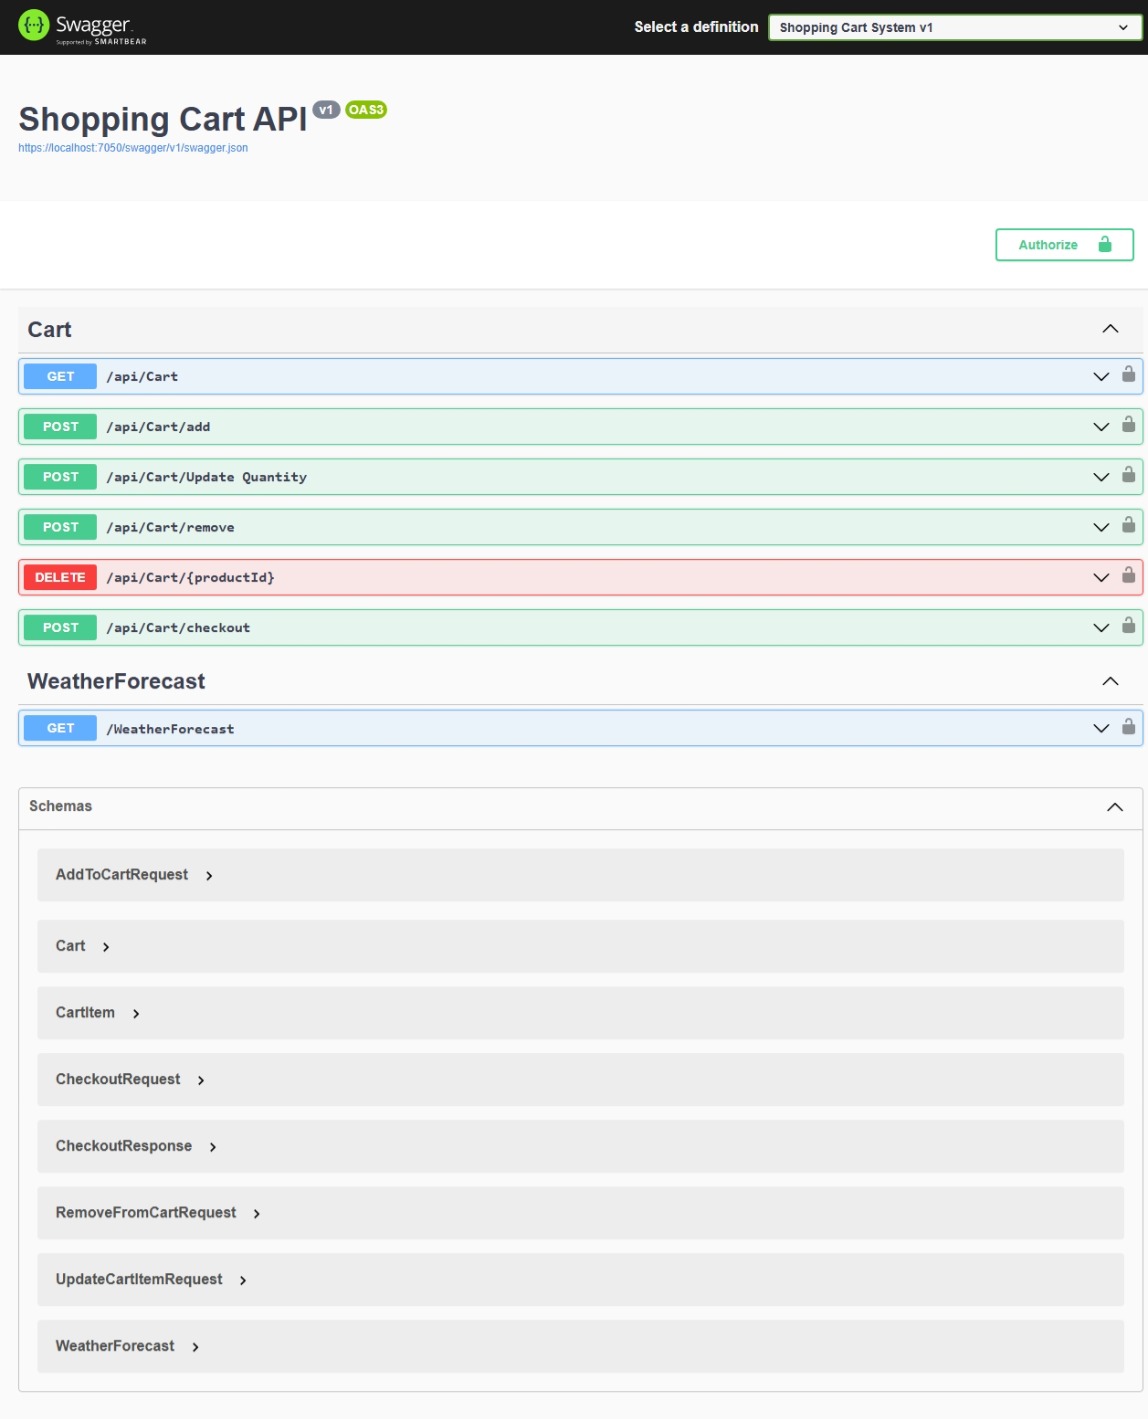 Swagger
Supported by SMARTBEAR
Select a definition
Shopping Cart System v1
Shopping Cart API v1 OAS3
https://localhost:7050/swagger/v1/swagger.json
Authorize
Cart
GET /api/Cart
POST /api/Cart/add
POST /api/Cart/Update Quantity
POST /api/Cart/remove
DELETE /api/Cart/{productId}
POST /api/Cart/checkout
WeatherForecast
GET /WeatherForecast
Schemas
AddToCartRequest
Cart
CartItem
CheckoutRequest
CheckoutResponse
RemoveFromCartRequest
UpdateCartItemRequest
WeatherForecast